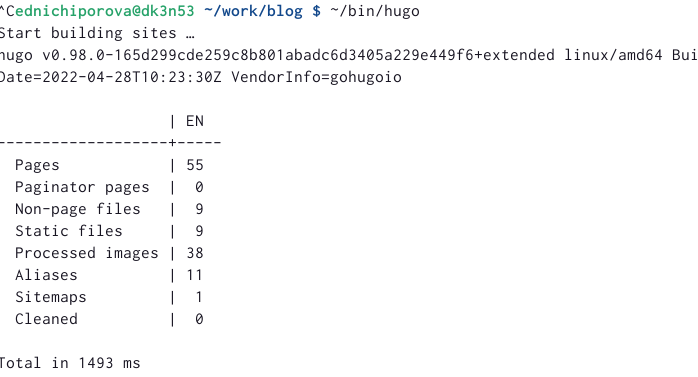 ^Cednichiporova@dk3n53 ~/work/blog $ ~/bin/hugo
Start building sites …
hugo v0.98.0-165d299cde259c8b801abadc6d3405a229e449f6+extended linux/amd64 Bui
Date=2022-04-28T10:23:30Z VendorInfo=gohugoio

                   | EN
-------------------+-----
  Pages            | 55
  Paginator pages  |  0
  Non-page files   |  9
  Static files     |  9
  Processed images | 38
  Aliases          | 11
  Sitemaps         |  1
  Cleaned          |  0

Total in 1493 ms